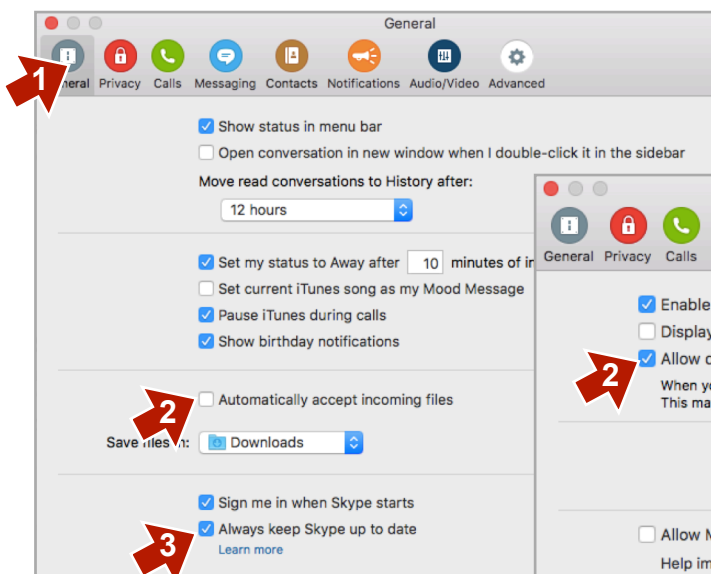 General
1
General Privacy Calls Messaging Contacts Notifications Audio/Video Advanced
Show status in menu bar
Open conversation in new window when I double-click it in the sidebar
Move read conversations to History after:
12 hours
Set my status to Away after 10 minutes of in
Set current iTunes song as my Mood Message
Pause iTunes during calls
Show birthday notifications
2
Automatically accept incoming files
Save files in: Downloads
Sign me in when Skype starts
3
Always keep Skype up to date
Learn more
General Privacy Calls
Enable
Display
2
Allow
When yo
This ma
Allow M
Help im